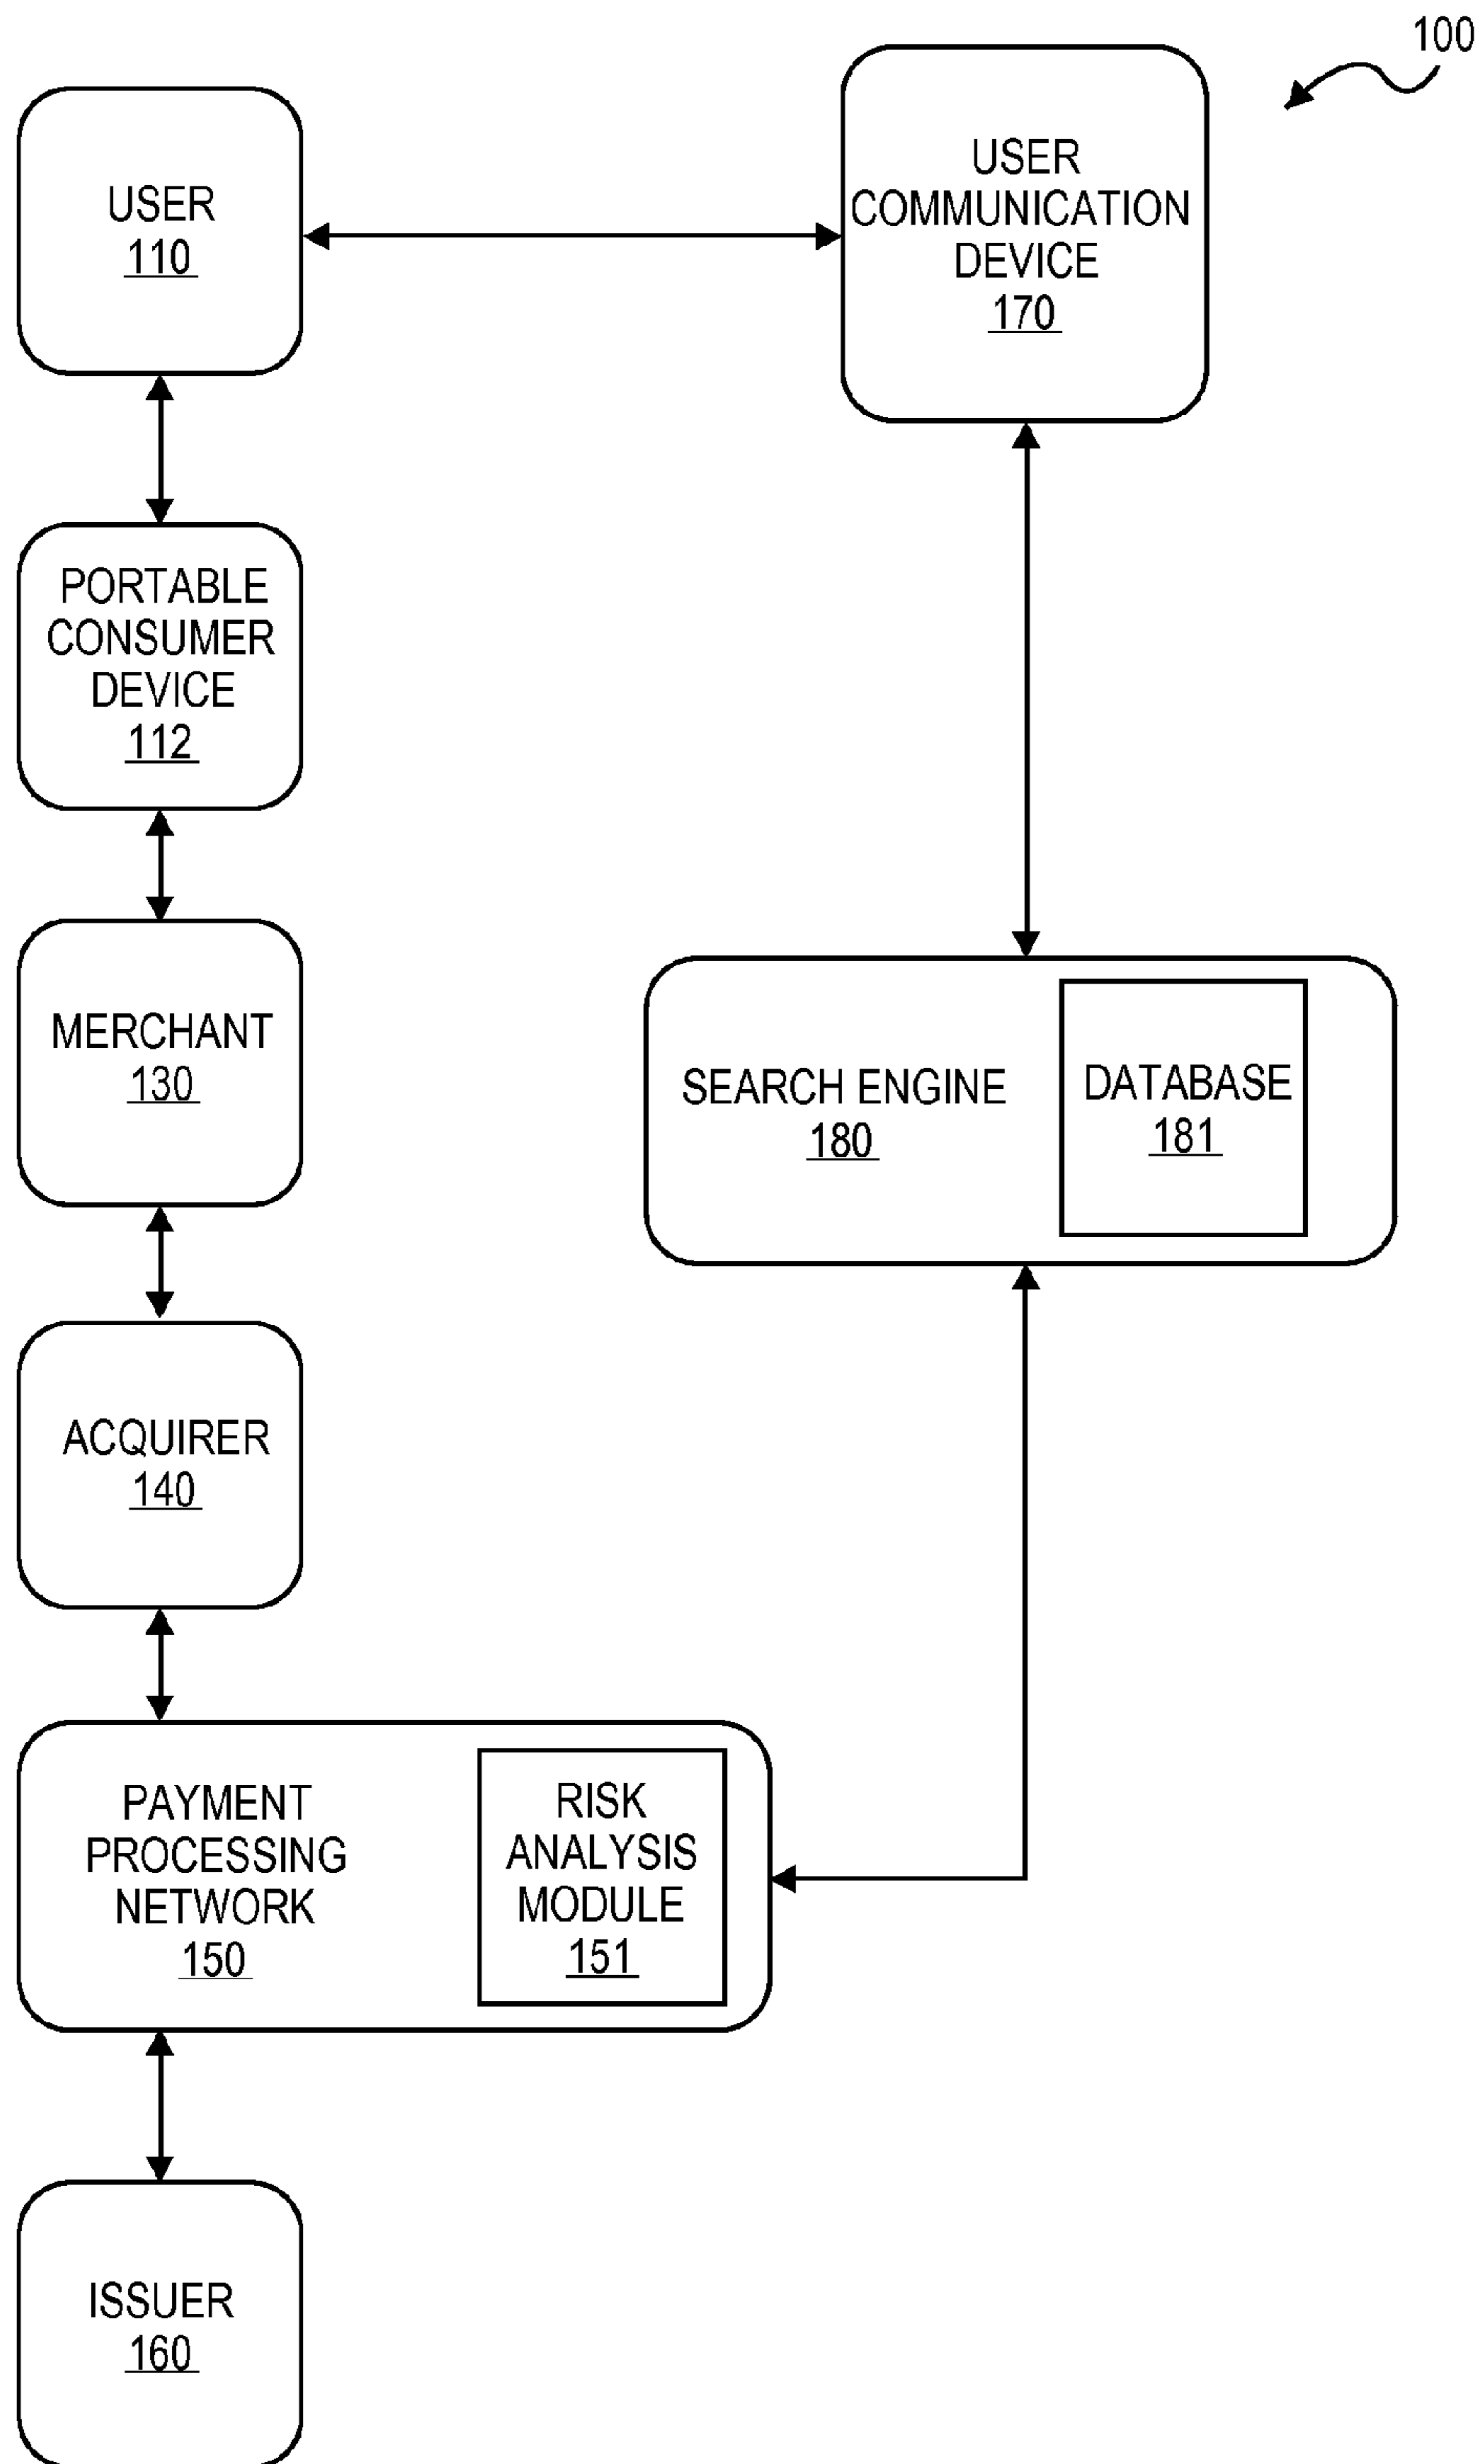 100
USER
110
USER
COMMUNICATION
DEVICE
170
PORTABLE
CONSUMER
DEVICE
112
MERCHANT
130
SEARCH ENGINE
180
DATABASE
181
ACQUIRER
140
PAYMENT
PROCESSING
NETWORK
150
RISK
ANALYSIS
MODULE
151
ISSUER
160